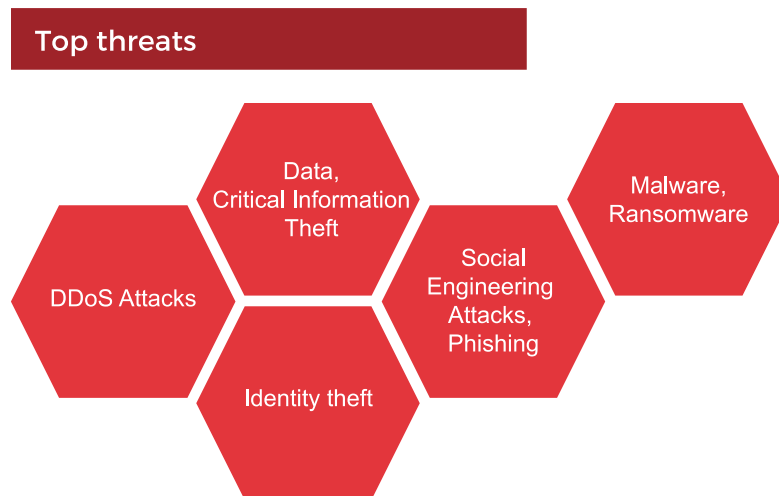 Top threats
Data,
Critical Information
Theft
Malware,
Ransomware
DDoS Attacks
Social
Engineering
Attacks,
Phishing
Identity theft